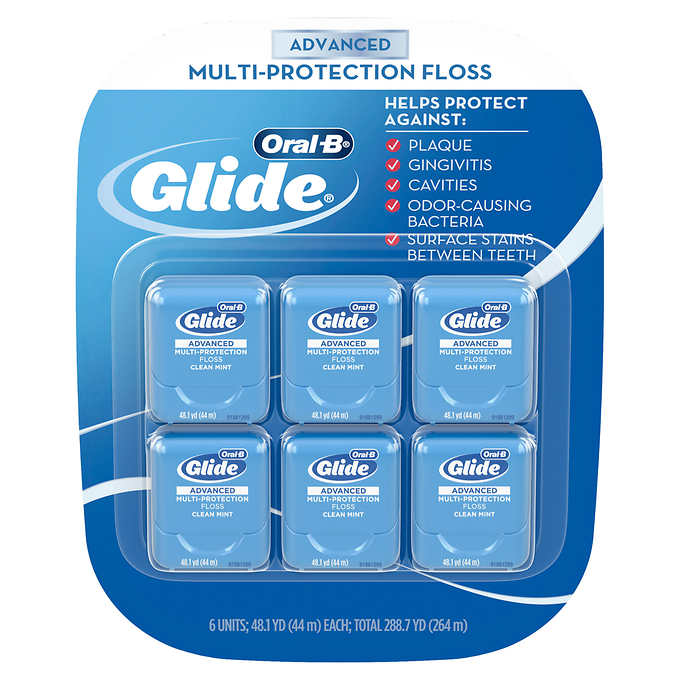 ADVANCED
MULTI-PROTECTION FLOSS
HELPS PROTECT
AGAINST:
PLAQUE
GINGIVITIS
CAVITIES
ODOR-CAUSING
BACTERIA
SURFACE STAINS
BETWEEN TEETH
Oral-B®
Glide®
Oral-B
Glide
ADVANCED
MULTI-PROTECTION
FLOSS
CLEAN MINT
48.1 yd (44 m)
Oral-B
Glide
ADVANCED
MULTI-PROTECTION
FLOSS
CLEAN MINT
48.1 yd (44 m)
Oral-B
Glide
ADVANCED
MULTI-PROTECTION
FLOSS
CLEAN MINT
48.1 yd (44 m)
Oral-B
Glide
ADVANCED
MULTI-PROTECTION
FLOSS
CLEAN MINT
48.1 yd (44 m)
Oral-B
Glide
ADVANCED
MULTI-PROTECTION
FLOSS
CLEAN MINT
48.1 yd (44 m)
Oral-B
Glide
ADVANCED
MULTI-PROTECTION
FLOSS
CLEAN MINT
48.1 yd (44 m)
6 UNITS; 48.1 YD (44 m) EACH; TOTAL 288.7 YD (264 m)